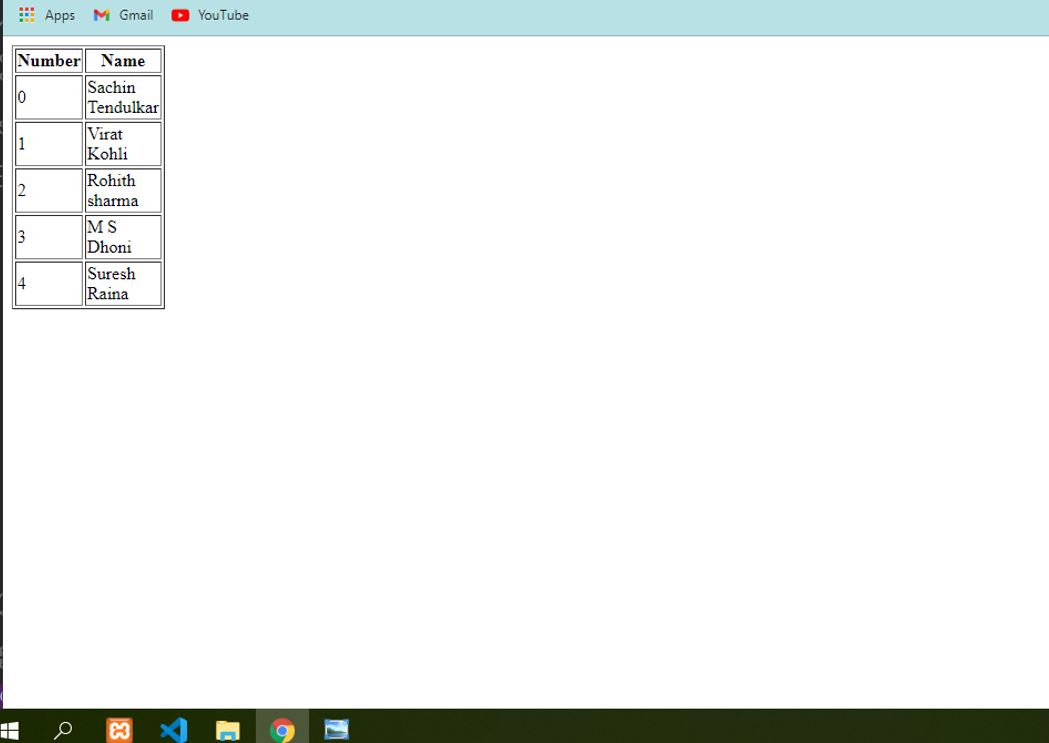 Apps Gmail YouTube
Number Name
0 Sachin
Tendulkar
1 Virat
Kohli
2 Rohith
sharma
3 M S
Dhoni
4 Suresh
Raina